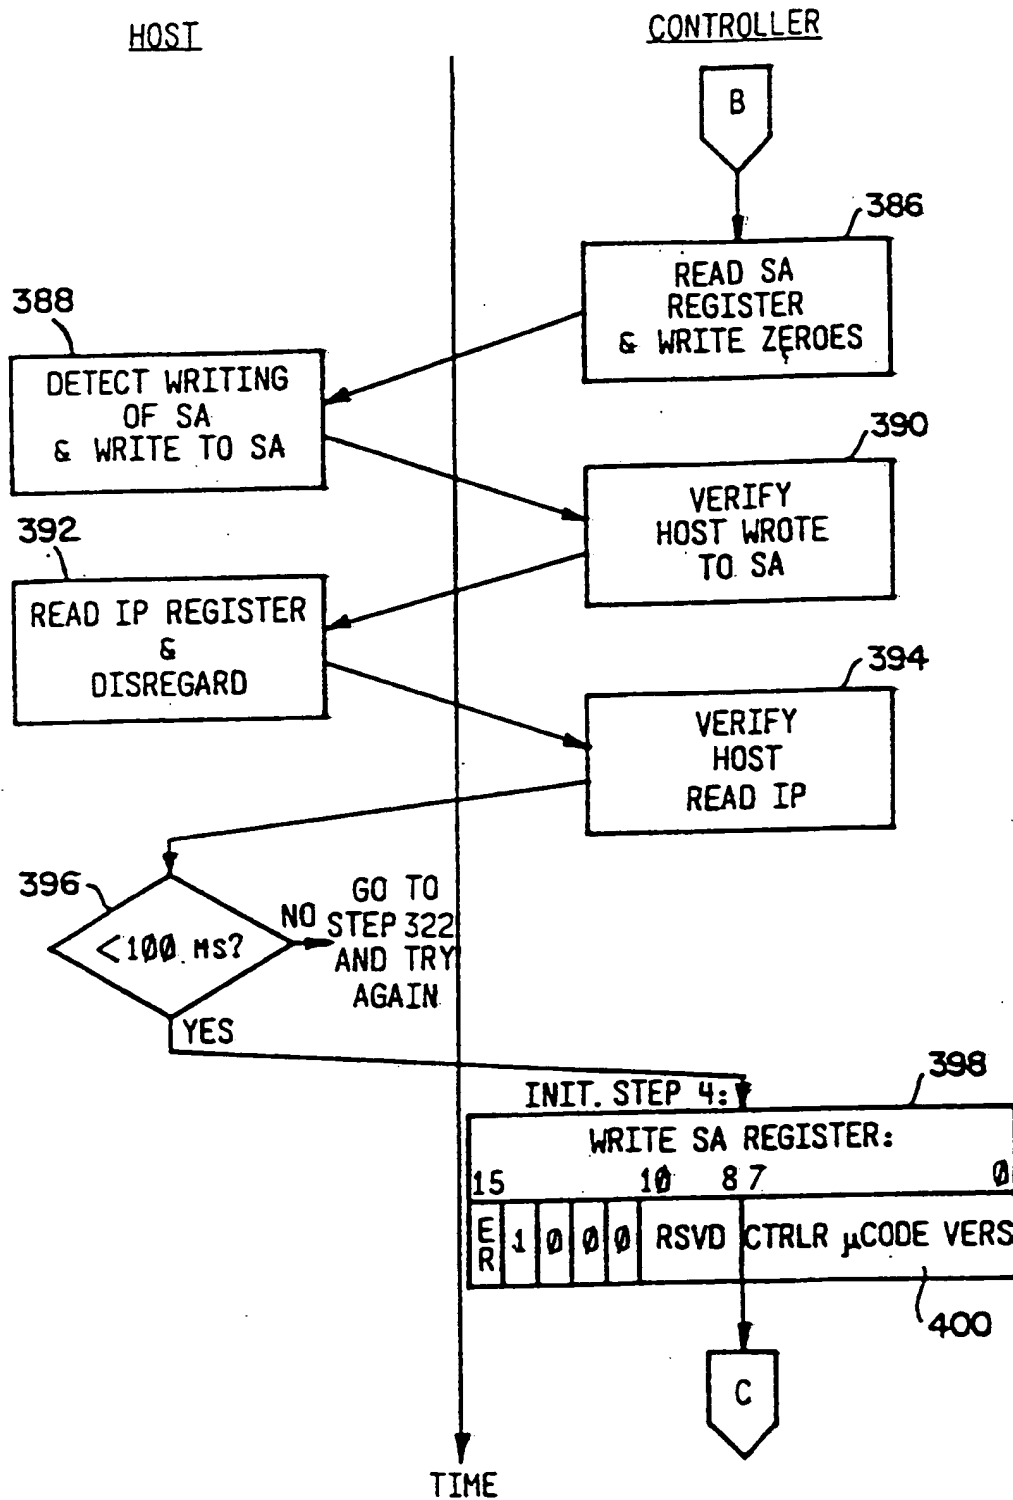 HOST
CONTROLLER
B
386
READ SA
REGISTER
& WRITE ZEROES
388
DETECT WRITING
OF SA
& WRITE TO SA
390
VERIFY
HOST WROTE
TO SA
392
READ IP REGISTER
&
DISREGARD
394
VERIFY
HOST
READ IP
396
<100 MS?
NO
GO TO
STEP 322
AND TRY
AGAIN
YES
INIT. STEP 4:
398
WRITE SA REGISTER:
15 10 8 7 0
ER 1 0 0 0 RSVD CTRLR µCODE VERS
400
C
TIME